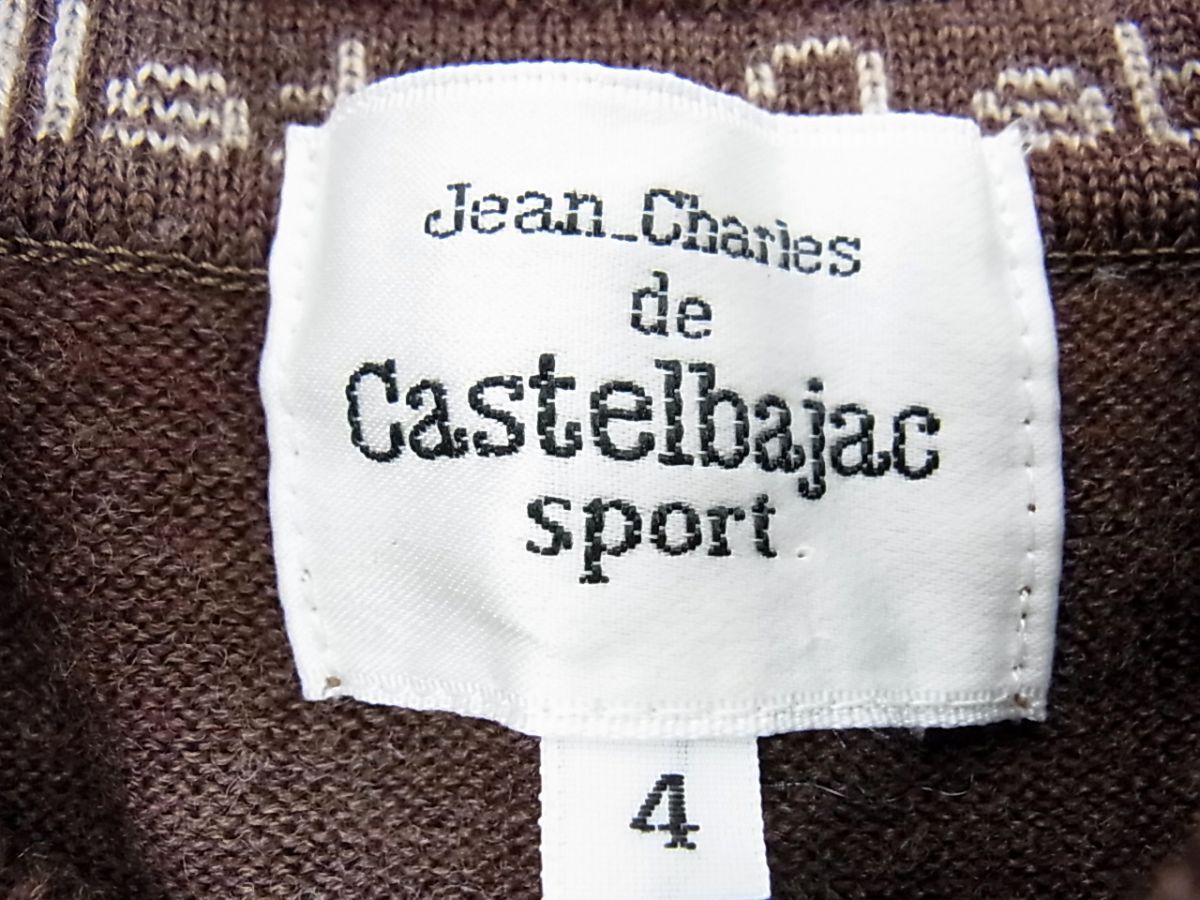 Jean_Charles
de
Castelbajac
sport
4